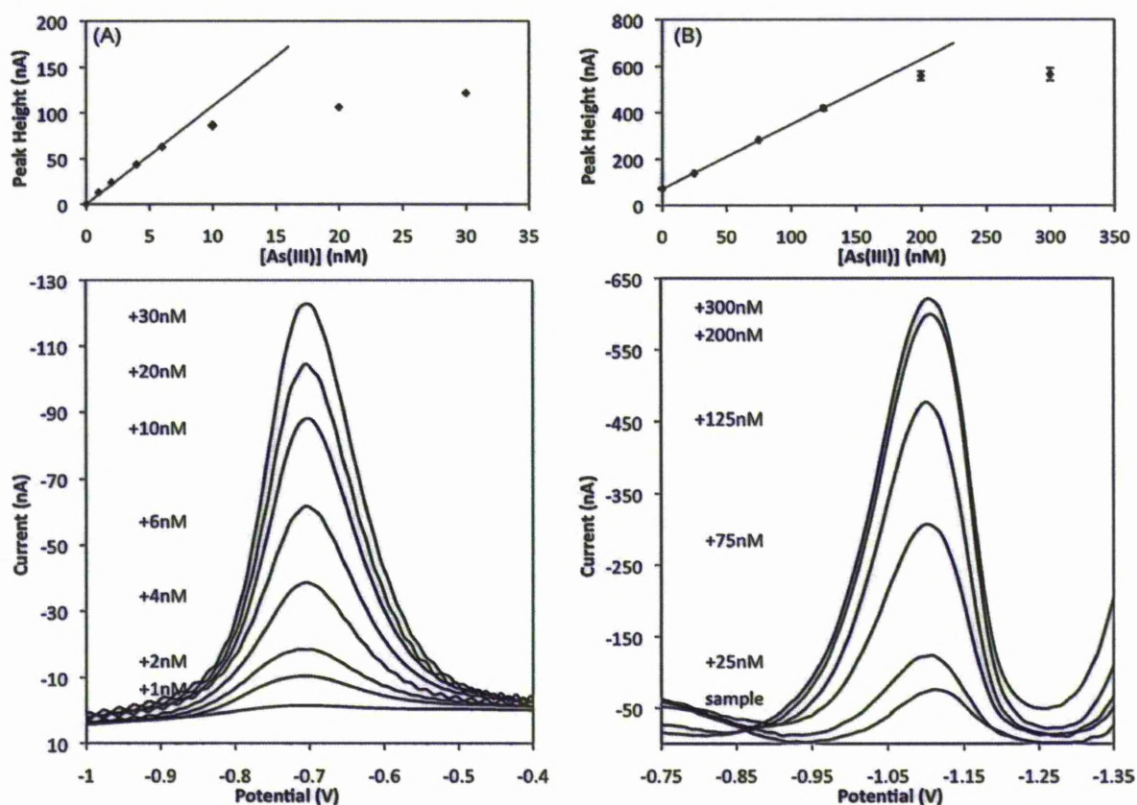 (A)
Peak Height (nA)
200
150
100
50
0
0 5 10 15 20 25 30 35
[As(III)] (nM)
(B)
Peak Height (nA)
800
600
400
200
0
0 50 100 150 200 250 300 350
[As(III)] (nM)
Current (nA)
-130
-110
-90
-70
-50
-30
-10
10
+30nM
+20nM
+10nM
+6nM
+4nM
+2nM
+1nM
-1 -0.9 -0.8 -0.7 -0.6 -0.5 -0.4
Potential (V)
Current (nA)
-650
-550
-450
-350
-250
-150
-50
+300nM
+200nM
+125nM
+75nM
+25nM
sample
-0.75 -0.85 -0.95 -1.05 -1.15 -1.25 -1.35
Potential (V)